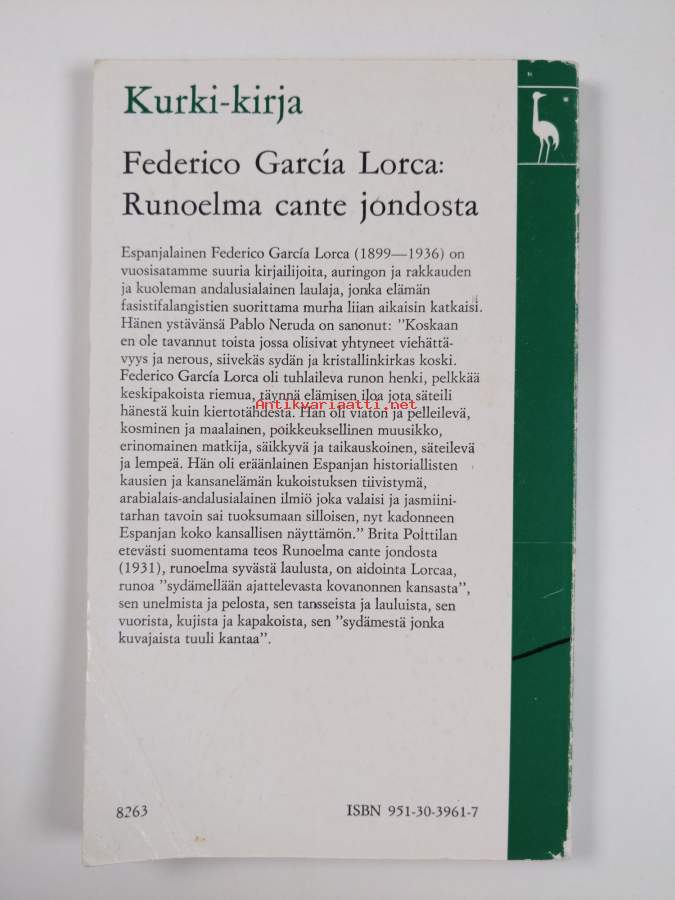 Kurki-kirja
Federico García Lorca:
Runoelma cante jondosta
Espanjalainen Federico García Lorca (1899—1936) on
vuosisatamme suuria kirjailijoita, auringon ja rakkauden
ja kuoleman andalusialainen laulaja, jonka elämän
fasistifalangistien suorittama murha liian aikaisin katkaisi.
Hänen ystävänsä Pablo Neruda on sanonut: ”Koskaan
en ole tavannut toista jossa olisivat yhtyneet viehättä-
vyys ja nerous, siivekäs sydän ja kristallinkirkas koski.
Federico García Lorca oli tuhlaileva runon henki, pelkkää
keskipakoista riemua, täynnä elämisen iloa jota säteili
Antikvariaatti.net
hänestä kuin kiertotähdestä. Hän oli viaton ja pelleilevä,
kosminen ja maalainen, poikkeuksellinen muusikko,
erinomainen matkija, säikkyvä ja taikauskoinen, säteilevä
ja lempeä. Hän oli eräänlainen Espanjan historiallisten
kausien ja kansanelämän kukoistuksen tiivistymä,
arabialais-andalusialainen ilmiö joka valaisi ja jasmiini-
tarhan tavoin sai tuoksumaan silloisen, nyt kadonneen
Espanjan koko kansallisen näyttämön.” Brita Polttilan
etevästi suomentama teos Runoelma cante jondosta
(1931), runoelma syvästä laulusta, on aidointa Lorcaa,
runoa ”sydämellään ajattelevasta kovanonnen kansasta”,
sen unelmista ja pelosta, sen tansseista ja lauluista, sen
vuorista, kujista ja kapakoista, sen ”sydämestä jonka
kuvajaista tuuli kantaa”.
8263
ISBN 951-30-3961-7